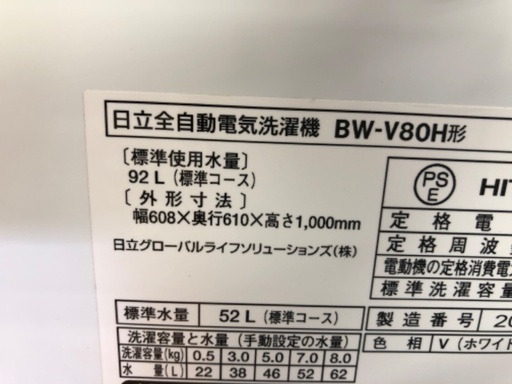 日立全自動電気洗濯機 BW-V80H形
〔標準使用水量〕
92 L（標準コース）
〔外形寸法〕
幅608×奥行610×高さ1,000mm
日立グローバルライフソリューションズ(株)
PS
E
HIT
定格電
定格周波
電動機の定格消費電
標準洗濯容量
標準水量 52 L（標準コース）
製造番号 20
色相 V（ホワイト
洗濯容量と水量（手動設定の水量）
洗濯容量(kg) 0.5 3.0 5.0 7.0 8.0
水量(L) 22 38 46 52 62